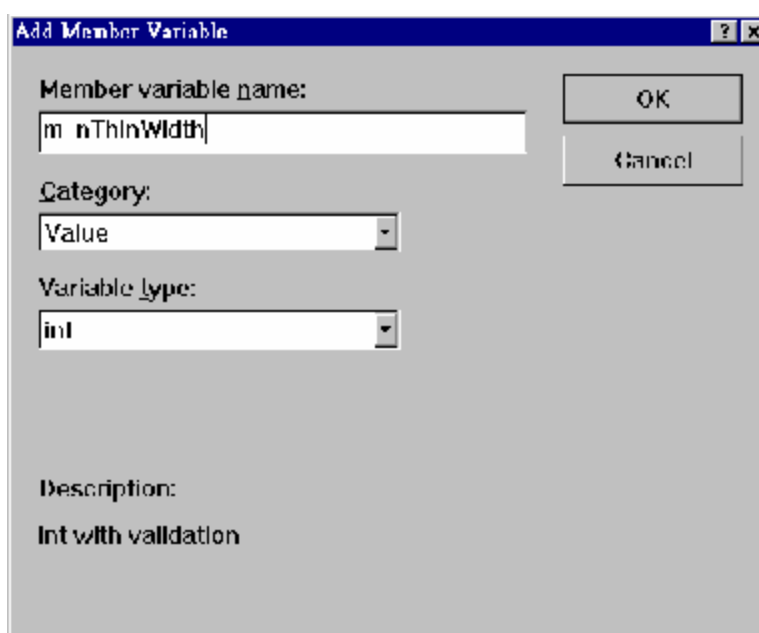 Add Member Variable
Member variable name:
OK
m_nThinWidth
Cancel
Category:
Value
Variable type:
int
Description:
int with validation